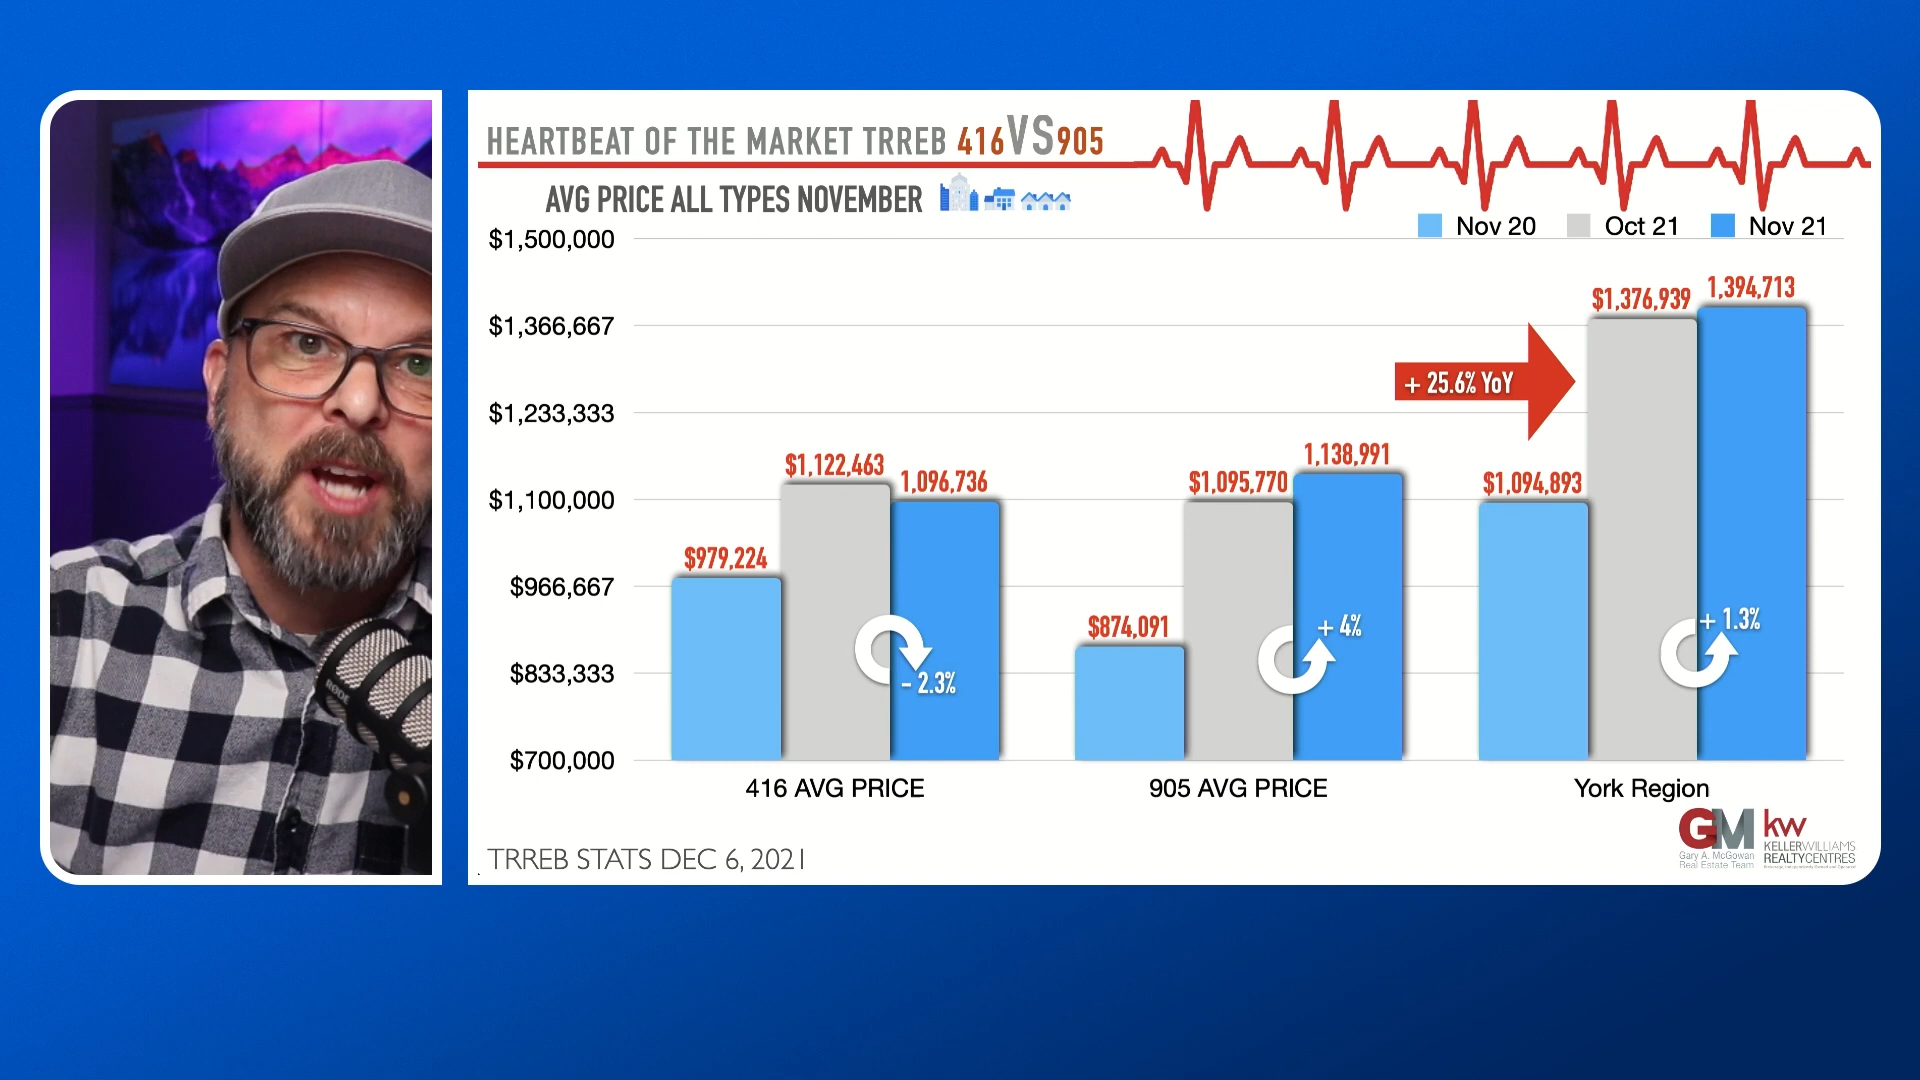 HEARTBEAT OF THE MARKET TRREB 416VS905
AVG PRICE ALL TYPES NOVEMBER
Nov 20 Oct 21 Nov 21
$1,500,000
$1,366,667
$1,233,333
$1,100,000
$966,667
$833,333
$700,000
$979,224
$1,122,463
1,096,736
- 2.3%
$874,091
$1,095,770
1,138,991
+ 4%
+ 25.6% YoY
$1,094,893
$1,376,939
1,394,713
+ 1.3%
416 AVG PRICE
905 AVG PRICE
York Region
TRREB STATS DEC 6, 2021
GM
Gary A. McGowan
Real Estate Team
kw
KELLERWILLIAMS
REALTYCENTRES
RODE